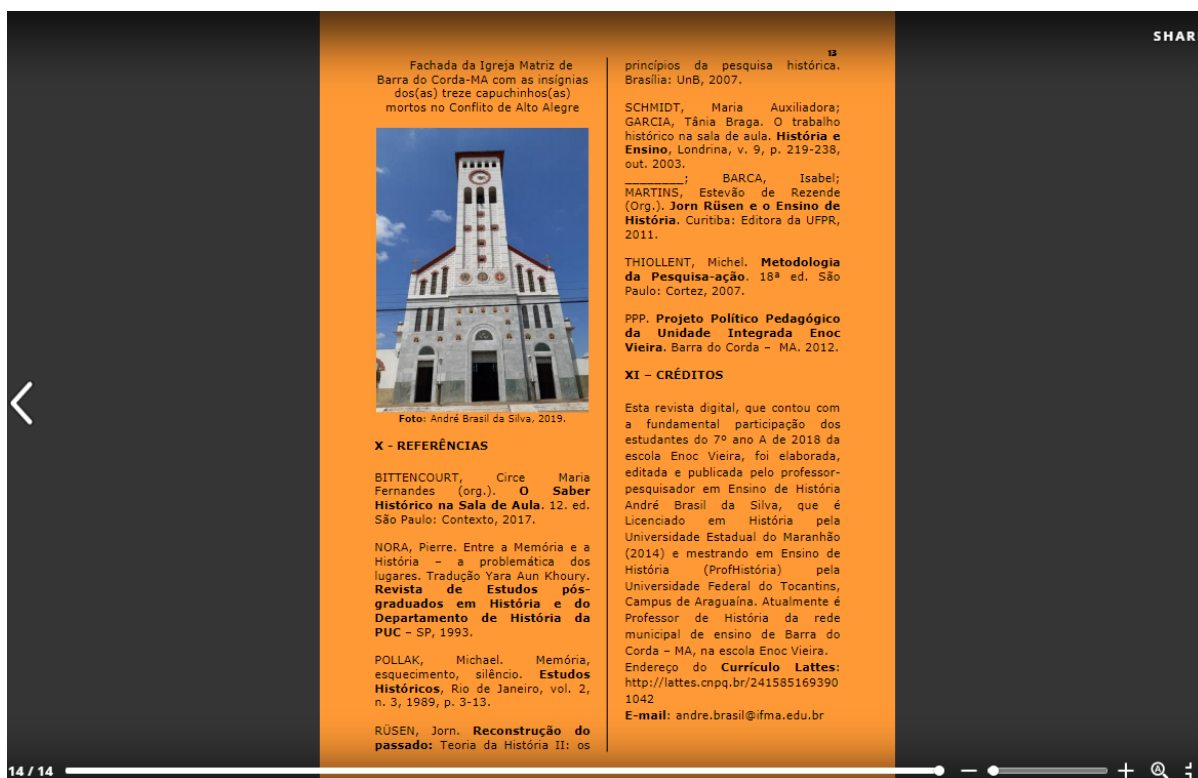 SHAR
13
Fachada da Igreja Matriz de
Barra do Corda-MA com as insígnias
dos(as) treze capuchinhos(as)
mortos no Conflito de Alto Alegre
Foto: André Brasil da Silva, 2019.
X - REFERÊNCIAS
BITTENCOURT, Circe Maria
Fernandes (org.). O Saber
Histórico na Sala de Aula. 12. ed.
São Paulo: Contexto, 2017.
NORA, Pierre. Entre a Memória e a
História – a problemática dos
lugares. Tradução Yara Aun Khoury.
Revista de Estudos pós-
graduados em História e do
Departamento de História da
PUC – SP, 1993.
POLLAK, Michael. Memória,
esquecimento, silêncio. Estudos
Históricos, Rio de Janeiro, vol. 2,
n. 3, 1989, p. 3-13.
RÜSEN, Jorn. Reconstrução do
passado: Teoria da História II: os
princípios da pesquisa histórica.
Brasília: UnB, 2007.
SCHMIDT, Maria Auxiliadora;
GARCIA, Tânia Braga. O trabalho
histórico na sala de aula. História e
Ensino, Londrina, v. 9, p. 219-238,
out. 2003.
________; BARCA, Isabel;
MARTINS, Estevão de Rezende
(Org.). Jorn Rüsen e o Ensino de
História. Curitiba: Editora da UFPR,
2011.
THIOLLENT, Michel. Metodologia
da Pesquisa-ação. 18ª ed. São
Paulo: Cortez, 2007.
PPP. Projeto Político Pedagógico
da Unidade Integrada Enoc
Vieira. Barra do Corda – MA. 2012.
XI – CRÉDITOS
Esta revista digital, que contou com
a fundamental participação dos
estudantes do 7º ano A de 2018 da
escola Enoc Vieira, foi elaborada,
editada e publicada pelo professor-
pesquisador em Ensino de História
André Brasil da Silva, que é
Licenciado em História pela
Universidade Estadual do Maranhão
(2014) e mestrando em Ensino de
História (ProfHistória) pela
Universidade Federal do Tocantins,
Campus de Araguaína. Atualmente é
Professor de História da rede
municipal de ensino de Barra do
Corda – MA, na escola Enoc Vieira.
Endereço do Currículo Lattes:
http://lattes.cnpq.br/241585169390
1042
E-mail: andre.brasil@ifma.edu.br
14 / 14